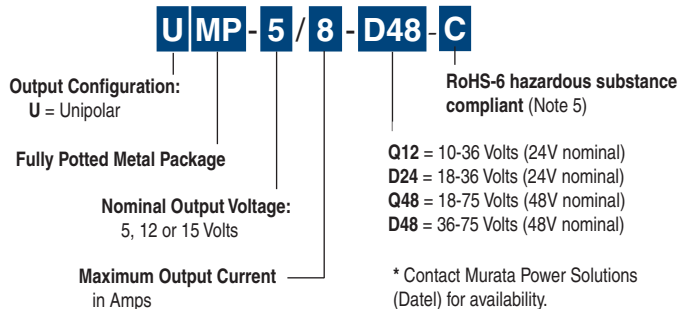 U MP - 5 / 8 - D48 - C
Output Configuration:
U = Unipolar
Fully Potted Metal Package
Nominal Output Voltage:
5, 12 or 15 Volts
Maximum Output Current
in Amps
RoHS-6 hazardous substance
compliant (Note 5)
Q12 = 10-36 Volts (24V nominal)
D24 = 18-36 Volts (24V nominal)
Q48 = 18-75 Volts (48V nominal)
D48 = 36-75 Volts (48V nominal)
* Contact Murata Power Solutions
(Datel) for availability.